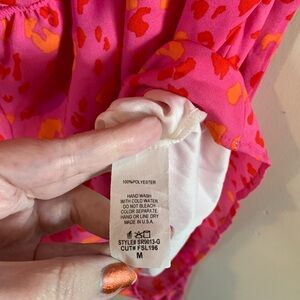 100%POLYESTER
HAND WASH
WITH COLD WATER.
DO NOT BLEACH
COLOR SEPARATE.
HANG OR LINE DRY
MADE IN U.S.A.
STYLE# SR9013-G
CUT# FSL196
M